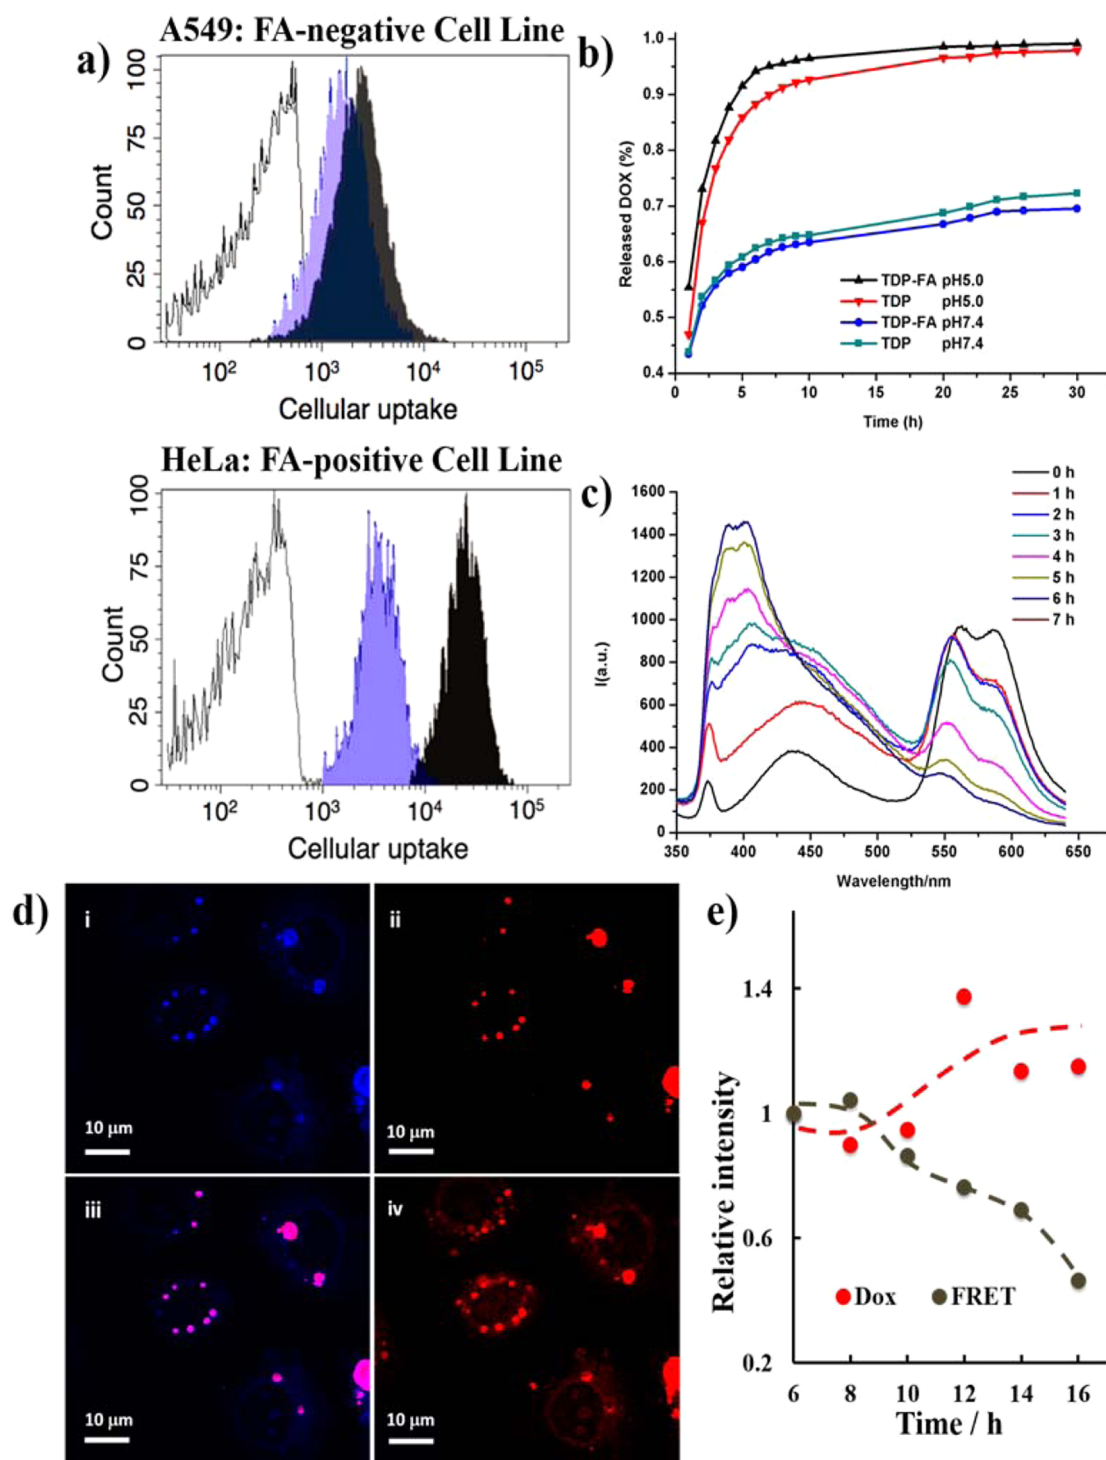 A549: FA-negative Cell Line
a)
100
75
50
25
0
Count
10²
10³
10⁴
10⁵
Cellular uptake
b)
1.0
0.9
0.8
0.7
0.6
0.5
0.4
Released DOX (%)
TDP-FA pH5.0
TDP pH5.0
TDP-FA pH7.4
TDP pH7.4
0 5 10 15 20 25 30
Time (h)
HeLa: FA-positive Cell Line
100
75
50
25
0
Count
10²
10³
10⁴
10⁵
Cellular uptake
c)
1600
1400
1200
1000
800
600
400
200
0
I(a.u.)
0 h
1 h
2 h
3 h
4 h
5 h
6 h
7 h
350 400 450 500 550 600 650
Wavelength/nm
d)
i
10 μm
ii
10 μm
iii
10 μm
iv
10 μm
e)
1.4
1
0.6
0.2
Relative intensity
Dox
FRET
6 8 10 12 14 16
Time / h